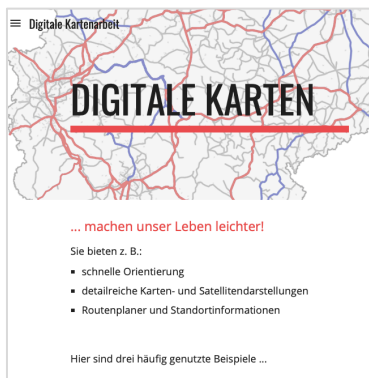 ≡ Digitale Kartenarbeit
DIGITALE KARTEN
... machen unser Leben leichter!
Sie bieten z. B.:
▪ schnelle Orientierung
▪ detailreiche Karten- und Satellitendarstellungen
▪ Routenplaner und Standortinformationen
Hier sind drei häufig genutzte Beispiele ...